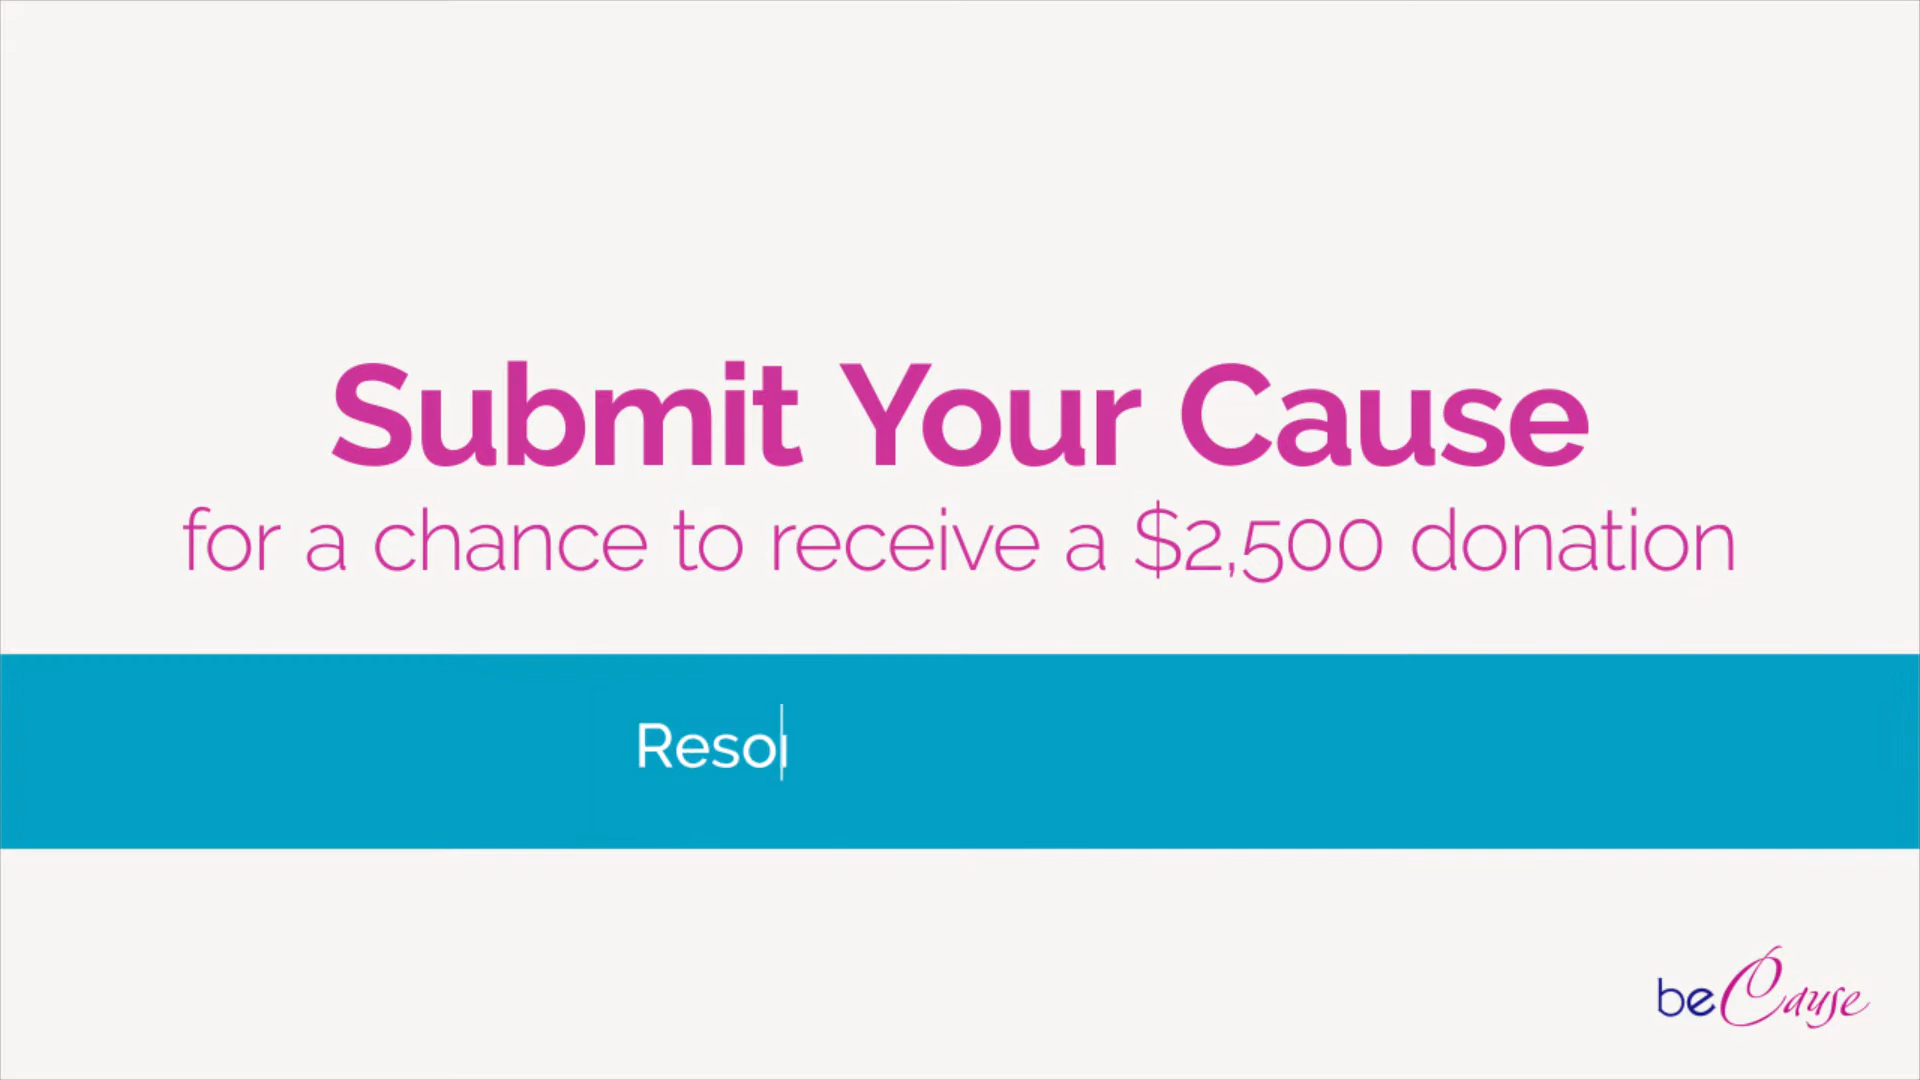 Submit Your Cause
for a chance to receive a $2,500 donation
Reso
beCause